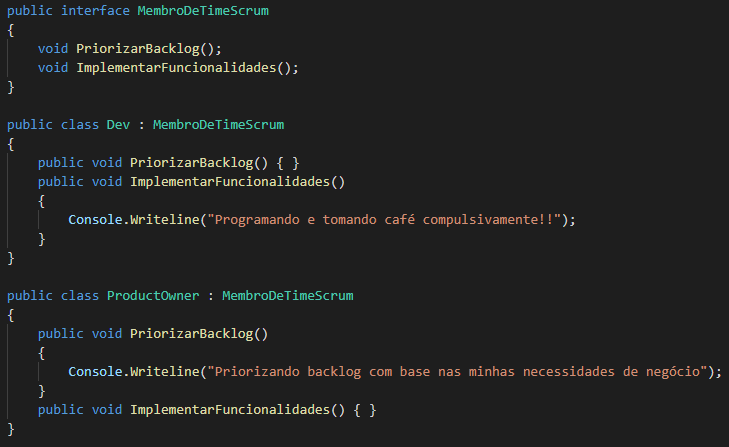 public interface MembroDeTimeScrum
{
    void PriorizarBacklog();
    void ImplementarFuncionalidades();
}

public class Dev : MembroDeTimeScrum
{
    public void PriorizarBacklog() { }
    public void ImplementarFuncionalidades()
    {
        Console.Writeline("Programando e tomando café compulsivamente!!");
    }
}

public class ProductOwner : MembroDeTimeScrum
{
    public void PriorizarBacklog()
    {
        Console.Writeline("Priorizando backlog com base nas minhas necessidades de negócio");
    }
    public void ImplementarFuncionalidades() { }
}